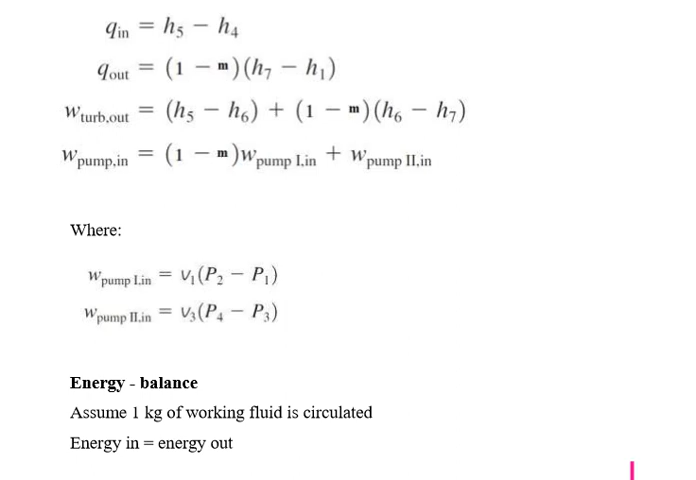 q_in = h_5 − h_4
q_out = (1 − m)(h_7 − h_1)
w_turb,out = (h_5 − h_6) + (1 − m)(h_6 − h_7)
w_pump,in = (1 − m)w_pump I,in + w_pump II,in
Where:
w_pump I,in = v_1(P_2 − P_1)
w_pump II,in = v_3(P_4 − P_3)
Energy - balance
Assume 1 kg of working fluid is circulated
Energy in = energy out